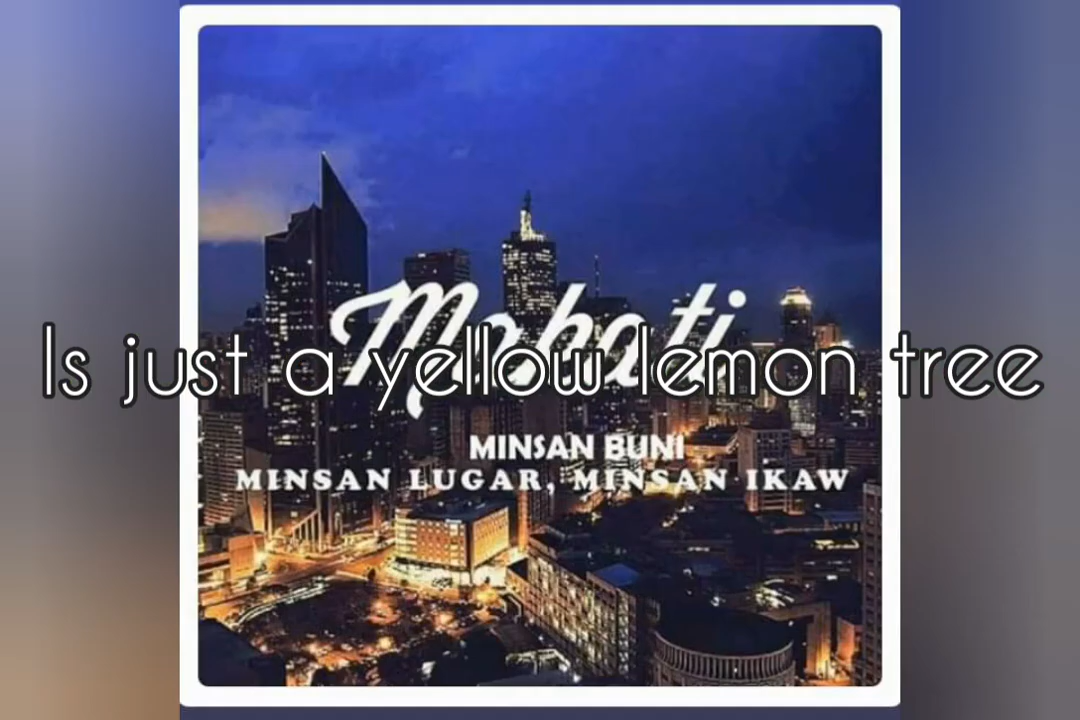 Makati
Is just a yellow lemon tree
MINSAN BUNI
MINSAN LUGAR, MINSAN IKAW